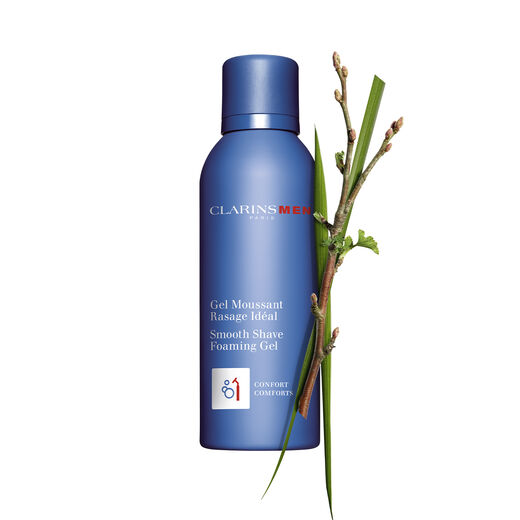 CLARINSMEN
PARIS
Gel Moussant
Rasage Idéal
Smooth Shave
Foaming Gel
CONFORT
COMFORTS